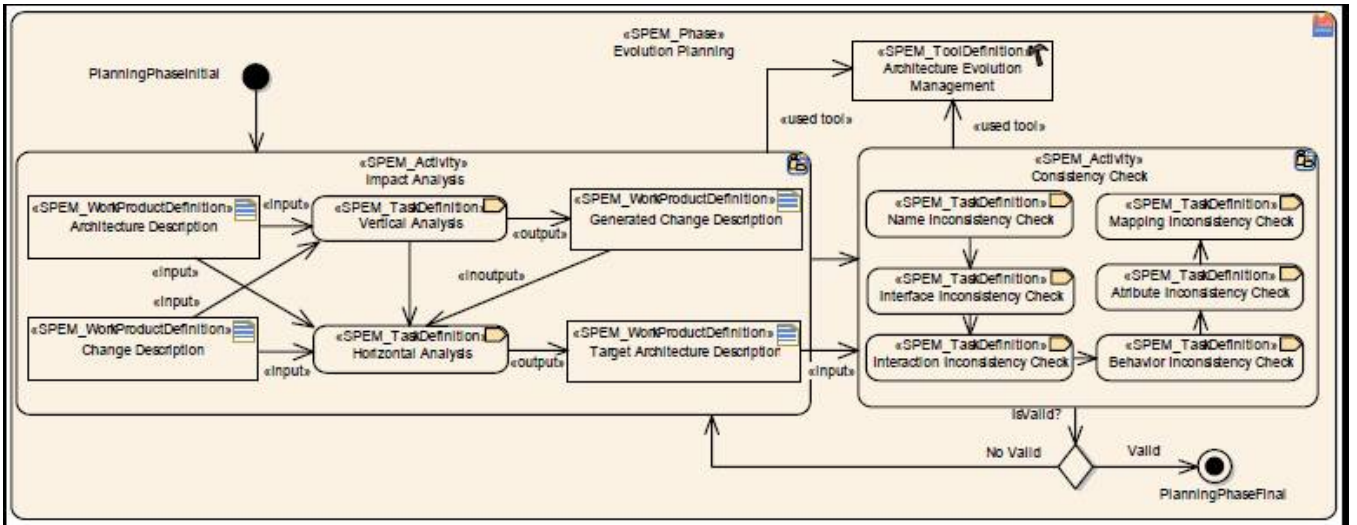 «SPEM_Phase»
Evolution Planning
PlanningPhaseInitial
«SPEM_ToolDefinition»
Architecture Evolution
Management
«used tool»
«used tool»
«SPEM_Activity»
Impact Analysis
«SPEM_WorkProductDefinition»
Architecture Description
«input»
«SPEM_TaskDefinition»
Vertical Analysis
«output»
«SPEM_WorkProductDefinition»
Generated Change Description
«input»
«input»
«inoutput»
«SPEM_WorkProductDefinition»
Change Description
«input»
«SPEM_TaskDefinition»
Horizontal Analysis
«output»
«SPEM_WorkProductDefinition»
Target Architecture Description
«input»
«SPEM_Activity»
Consistency Check
«SPEM_TaskDefinition»
Name Inconsistency Check
«SPEM_TaskDefinition»
Interface Inconsistency Check
«SPEM_TaskDefinition»
Interaction Inconsistency Check
«SPEM_TaskDefinition»
Behavior Inconsistency Check
«SPEM_TaskDefinition»
Atribute Inconsistency Check
«SPEM_TaskDefinition»
Mapping Inconsistency Check
IsValid?
No Valid
Valid
PlanningPhaseFinal